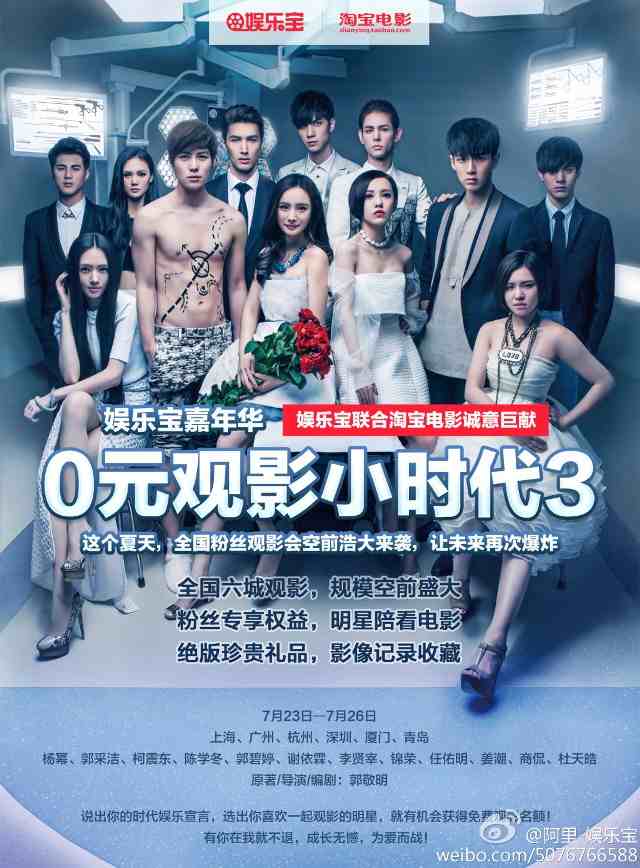 娱乐宝
淘宝电影
dianying.taobao.com
LOVE
娱乐宝嘉年华
娱乐宝联合淘宝电影诚意巨献
0元观影小时代3
这个夏天，全国粉丝观影会空前浩大来袭，让未来再次爆炸
全国六城观影，规模空前盛大
粉丝专享权益，明星陪看电影
绝版珍贵礼品，影像记录收藏
7月23日—7月26日
上海、广州、杭州、深圳、厦门、青岛
杨幂、郭采洁、柯震东、陈学冬、郭碧婷、谢依霖、李贤宰、锦荣、任佑明、姜潮、商侃、杜天皓
原著/导演/编剧：郭敬明
说出你的时代娱乐宣言，选出你喜欢一起观影的明星，就有机会获得免费观影名额！
有你在我就不退，成长无憾，为爱而战！
@阿里_娱乐宝
weibo.com/5076766588